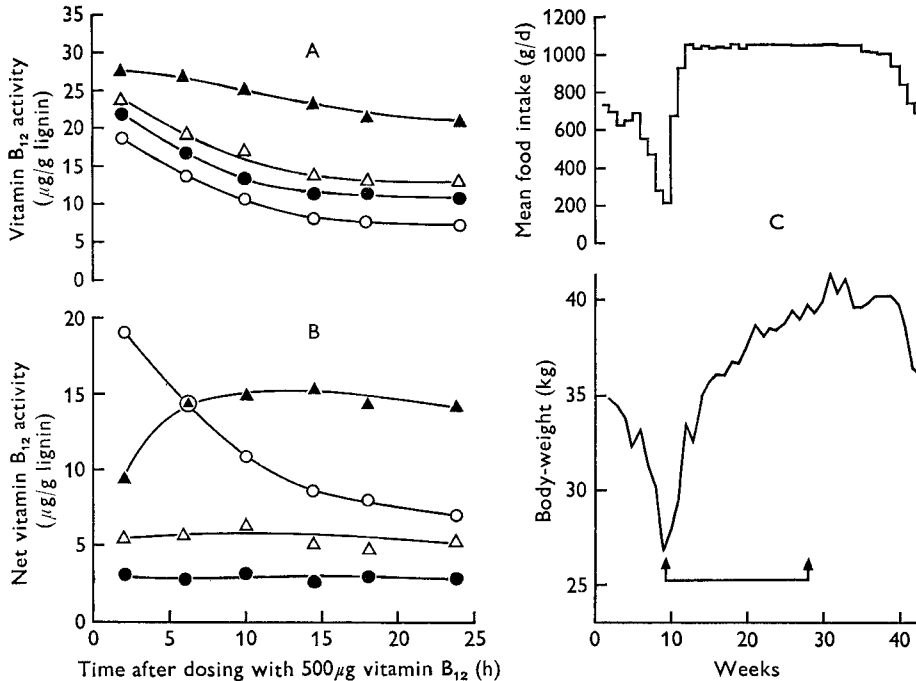 35
30
25
20
15
10
5
0
A
Vitamin B₁₂ activity
(μg/g lignin)
20
15
10
5
0
B
Net vitamin B₁₂ activity
(μg/g lignin)
0 5 10 15 20 25
Time after dosing with 500μg vitamin B₁₂ (h)
1200
1000
800
600
400
200
0
Mean food intake (g/d)
C
40
35
30
25
Body-weight (kg)
0 10 20 30 40
Weeks